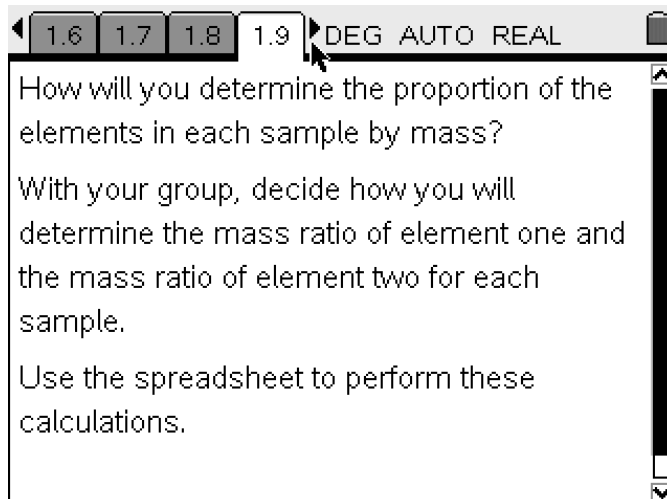 1.6 1.7 1.8 1.9 DEG AUTO REAL
How will you determine the proportion of the
elements in each sample by mass?
With your group, decide how you will
determine the mass ratio of element one and
the mass ratio of element two for each
sample.
Use the spreadsheet to perform these
calculations.